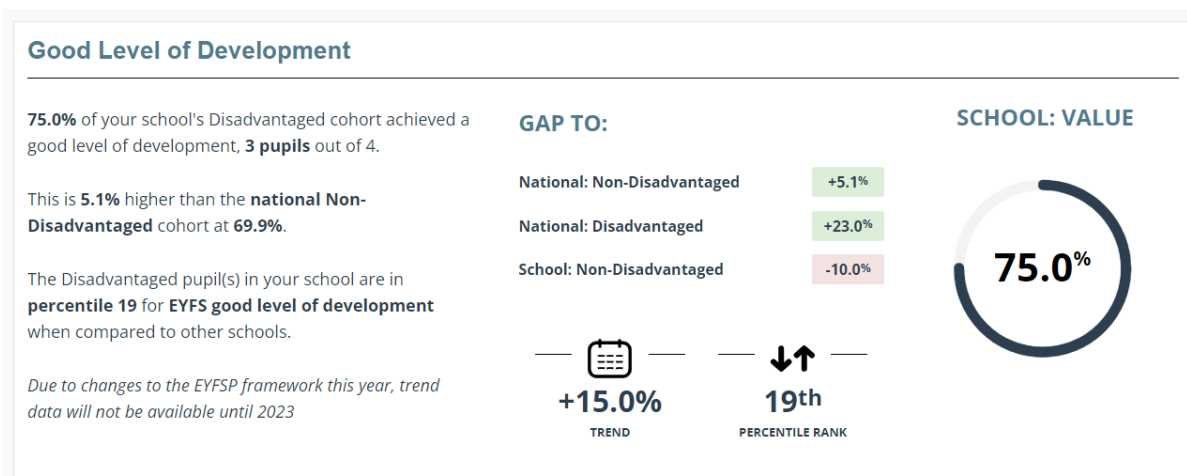 Good Level of Development
75.0% of your school's Disadvantaged cohort achieved a
good level of development, 3 pupils out of 4.
This is 5.1% higher than the national Non-
Disadvantaged cohort at 69.9%.
The Disadvantaged pupil(s) in your school are in
percentile 19 for EYFS good level of development
when compared to other schools.
Due to changes to the EYFSP framework this year, trend
data will not be available until 2023
GAP TO:
National: Non-Disadvantaged +5.1%
National: Disadvantaged +23.0%
School: Non-Disadvantaged -10.0%
+15.0%
TREND
19th
PERCENTILE RANK
SCHOOL: VALUE
75.0%